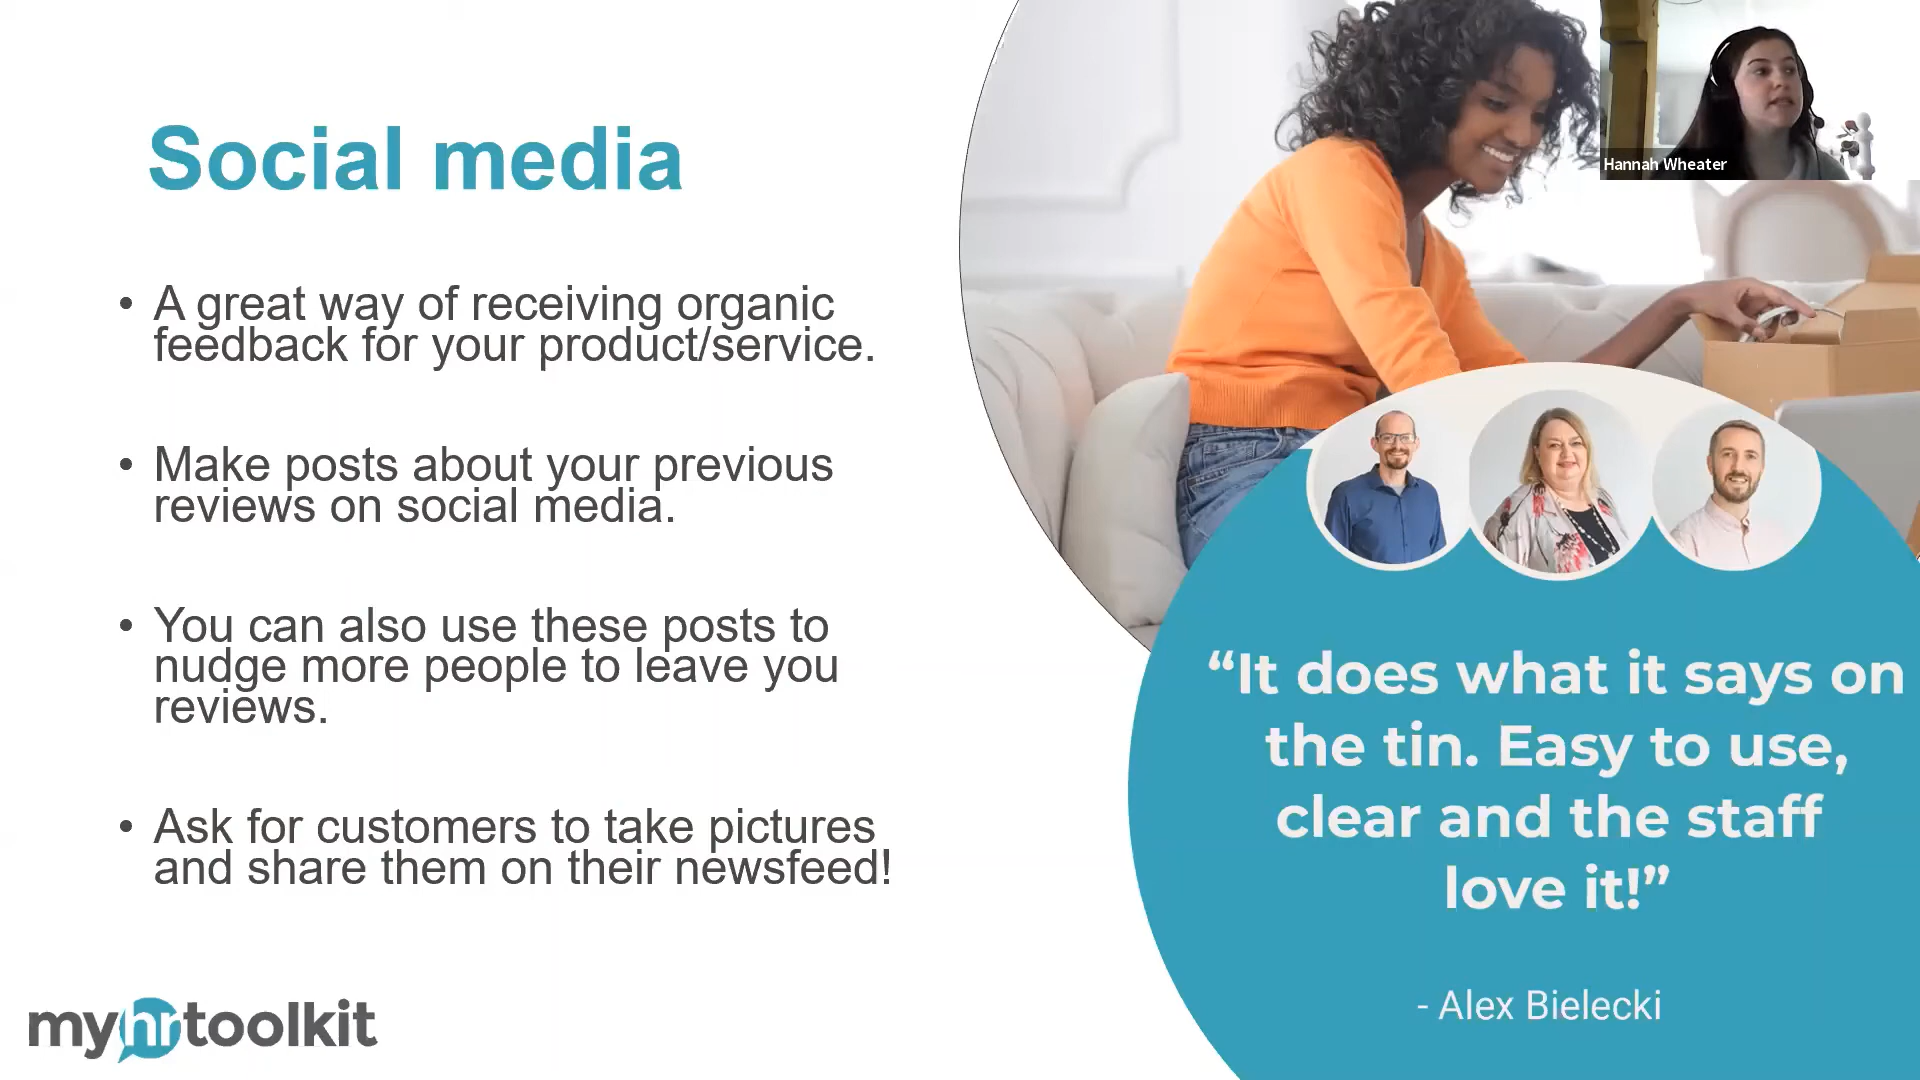 Social media
• A great way of receiving organic
feedback for your product/service.
• Make posts about your previous
reviews on social media.
• You can also use these posts to
nudge more people to leave you
reviews.
• Ask for customers to take pictures
and share them on their newsfeed!
myhrtoolkit
Hannah Wheater
“It does what it says on
the tin. Easy to use,
clear and the staff
love it!”
- Alex Bielecki